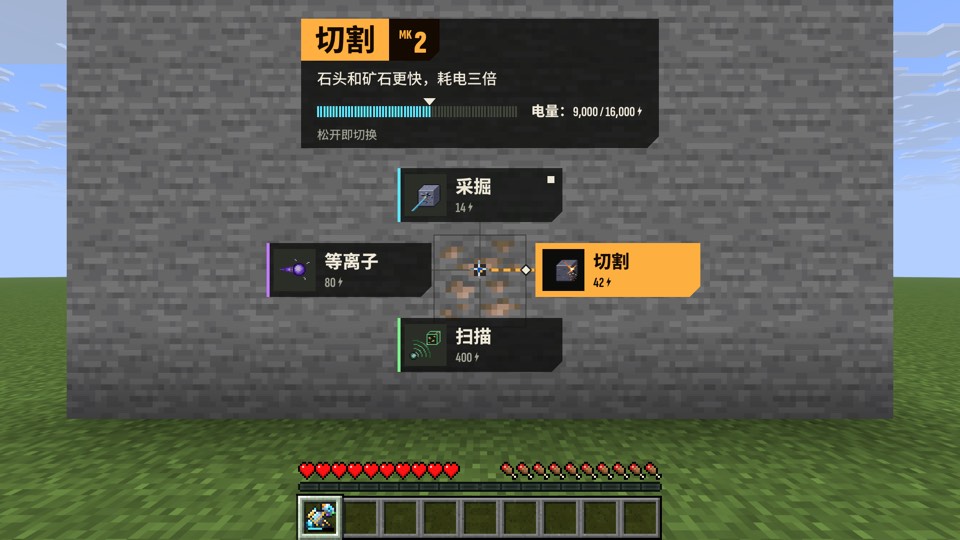 切割 MK 2
石头和矿石更快，耗电三倍
电量：9,000/16,000
松开即切换
采掘
14
等离子
80
切割
42
扫描
400